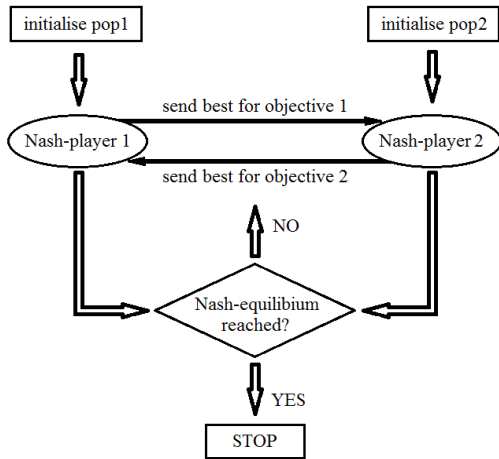 initialise pop1
initialise pop2
send best for objective 1
Nash-player 1
Nash-player 2
send best for objective 2
NO
Nash-equilibium
reached?
YES
STOP